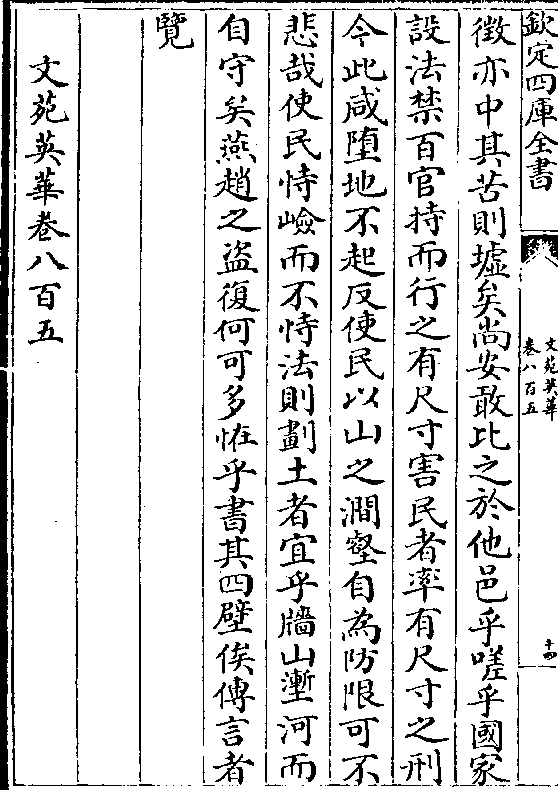 欽定四庫全書
文苑英華
卷八百五
十四
徴亦中其苦則墟矣尚安敢比之於他邑乎嗟乎國家
設法禁百官持而行之有尺寸害民者率有尺寸之刑
今此咸墮地不起反使民以山之澗壑自為防限可不
悲哉使民恃嶮而不恃法則劃土者宜乎牆山塹河而
自守矣燕趙之盜復何可多恠乎書其四壁俟傳言者
覽
文苑英華卷八百五